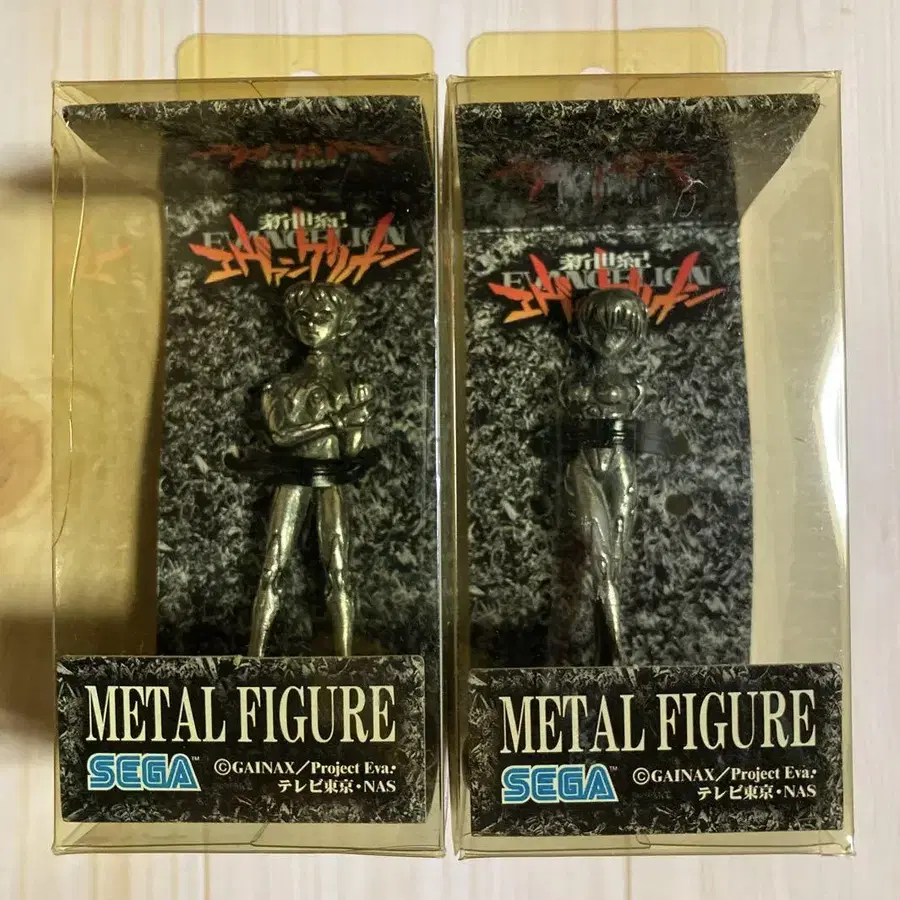 新世紀
EVANGELION
エヴァンゲリオン
METAL FIGURE
SEGA™
©GAINAX／Project Eva.
テレビ東京・NAS
新世紀
EVANGELION
エヴァンゲリオン
METAL FIGURE
SEGA™
©GAINAX／Project Eva.
テレビ東京・NAS